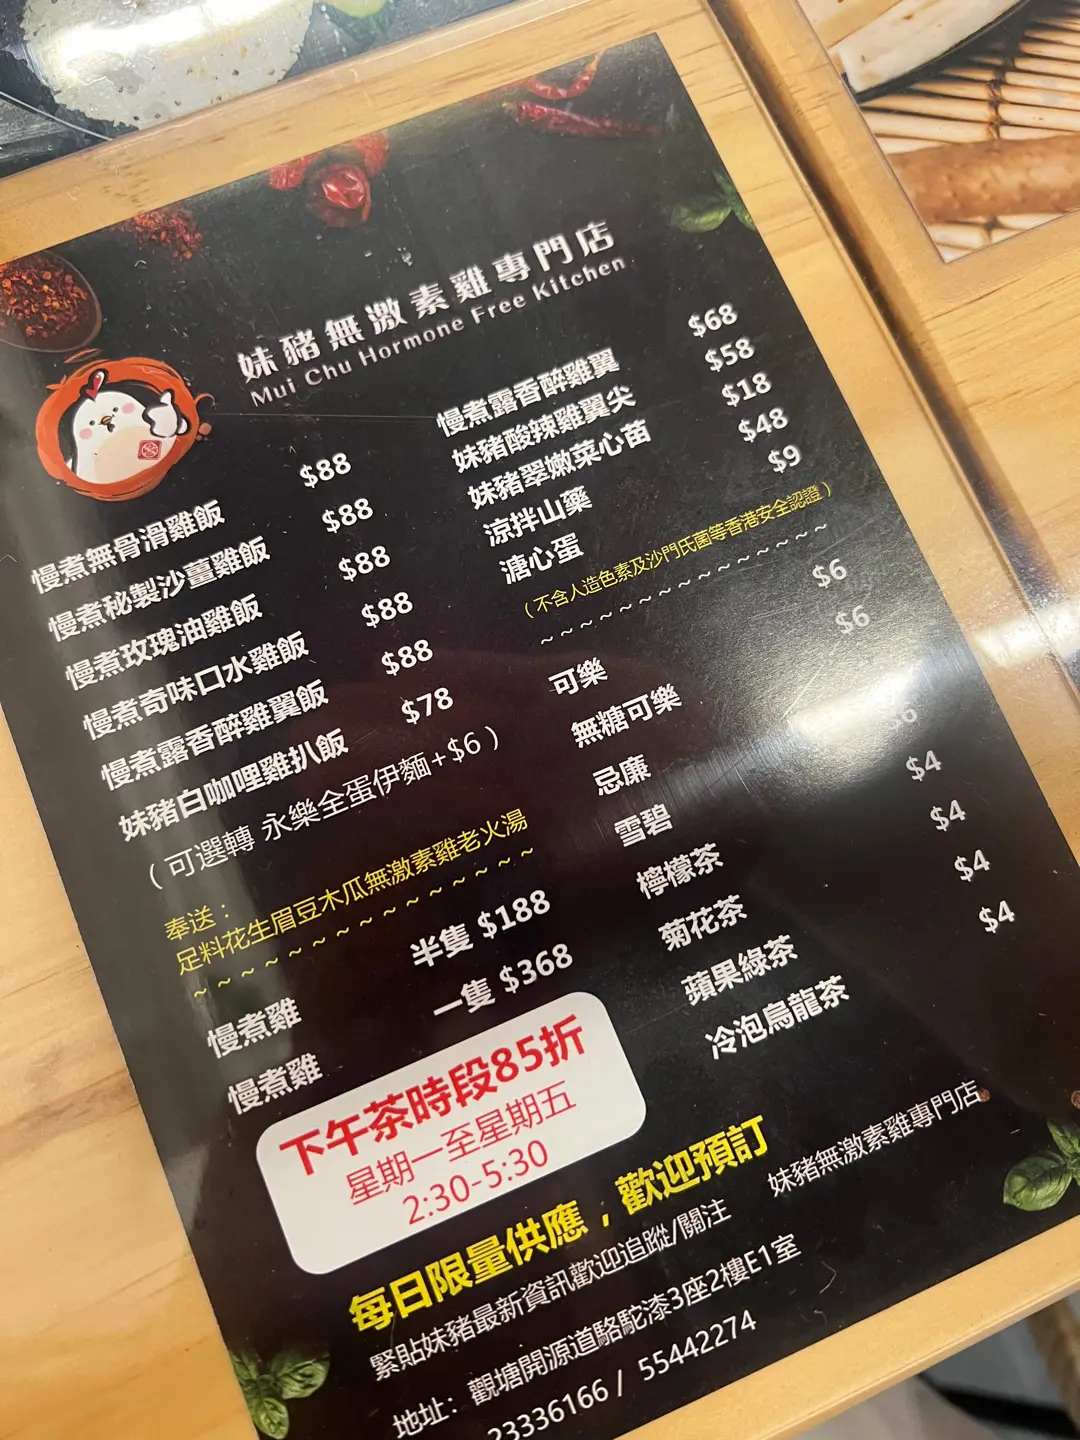 妹豬無激素雞專門店
Mui Chu Hormone Free Kitchen
慢煮無骨滑雞飯 $88
慢煮秘製沙薑雞飯 $88
慢煮玫瑰油雞飯 $88
慢煮奇味口水雞飯 $88
慢煮露香醉雞翼飯 $88
妹豬白咖哩雞扒飯 $78
（可選轉 永樂全蛋伊麵+$6）
奉送：
足料花生眉豆木瓜無激素雞老火湯
~ ~ ~ ~ ~ ~ ~ ~ ~ ~ ~ ~ ~ ~ ~ ~
慢煮雞 半隻 $188
慢煮雞 一隻 $368
慢煮露香醉雞翼 $68
妹豬酸辣雞翼尖 $58
妹豬翠嫩菜心苗 $18
涼拌山藥 $48
溏心蛋 $9
（不含人造色素及沙門氏菌等香港安全認證）
~ ~ ~ ~ ~ ~ ~ ~ ~ ~ ~ ~ ~ ~ ~ ~
可樂 $6
無糖可樂 $6
忌廉 $6
雪碧 $4
檸檬茶 $4
菊花茶 $4
蘋果綠茶 $4
冷泡烏龍茶
下午茶時段85折
星期一至星期五
2:30-5:30
每日限量供應，歡迎預訂
緊貼妹豬最新資訊歡迎追蹤/關注 妹豬無激素雞專門店
地址：觀塘開源道駱駝漆3座2樓E1室
23336166 / 55442274